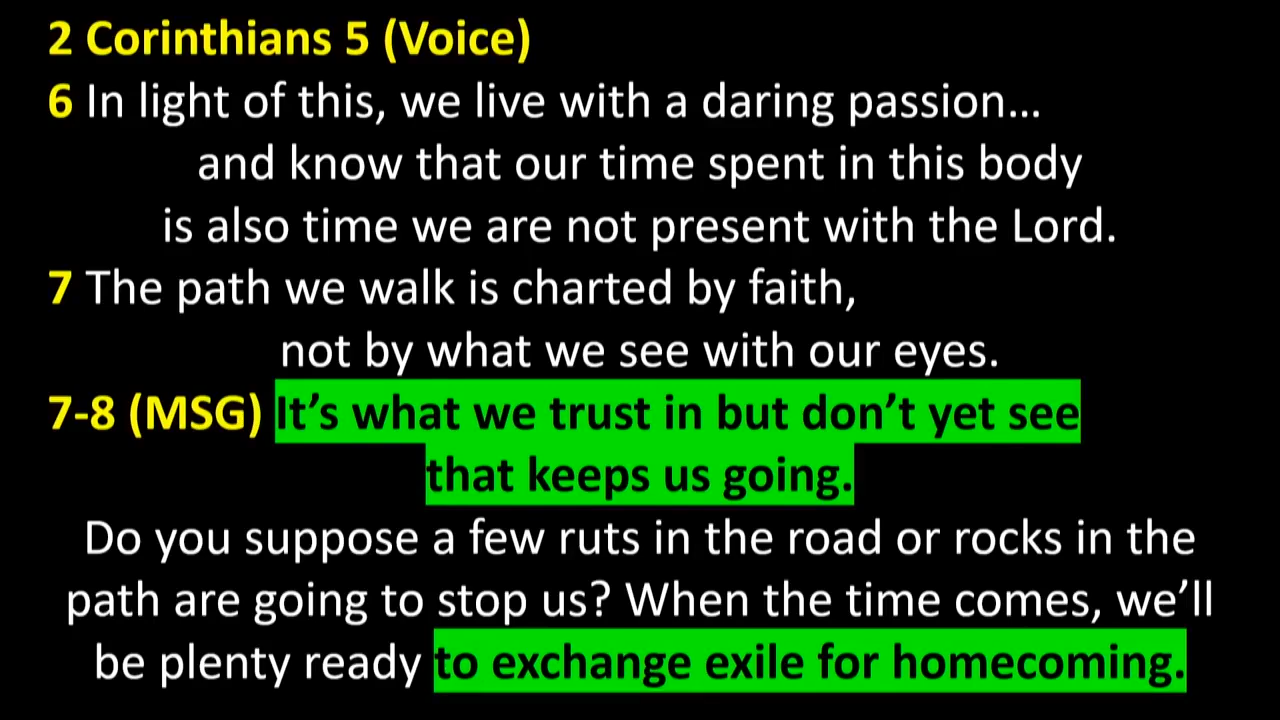 2 Corinthians 5 (Voice)
6 In light of this, we live with a daring passion…
and know that our time spent in this body
is also time we are not present with the Lord.
7 The path we walk is charted by faith,
not by what we see with our eyes.
7-8 (MSG) It’s what we trust in but don’t yet see
that keeps us going.
Do you suppose a few ruts in the road or rocks in the
path are going to stop us? When the time comes, we’ll
be plenty ready to exchange exile for homecoming.